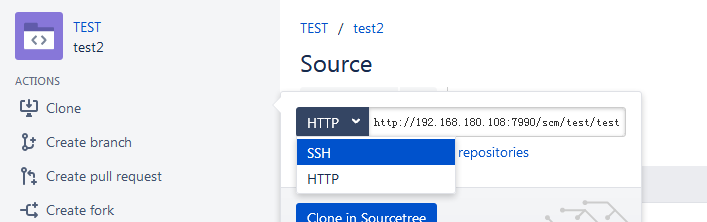 TEST
test2
ACTIONS
Clone
Create branch
Create pull request
Create fork
TEST / test2
Source
HTTP http://192.168.180.108:7990/scm/test/test
SSH
repositories
HTTP
Clone in Sourcetree